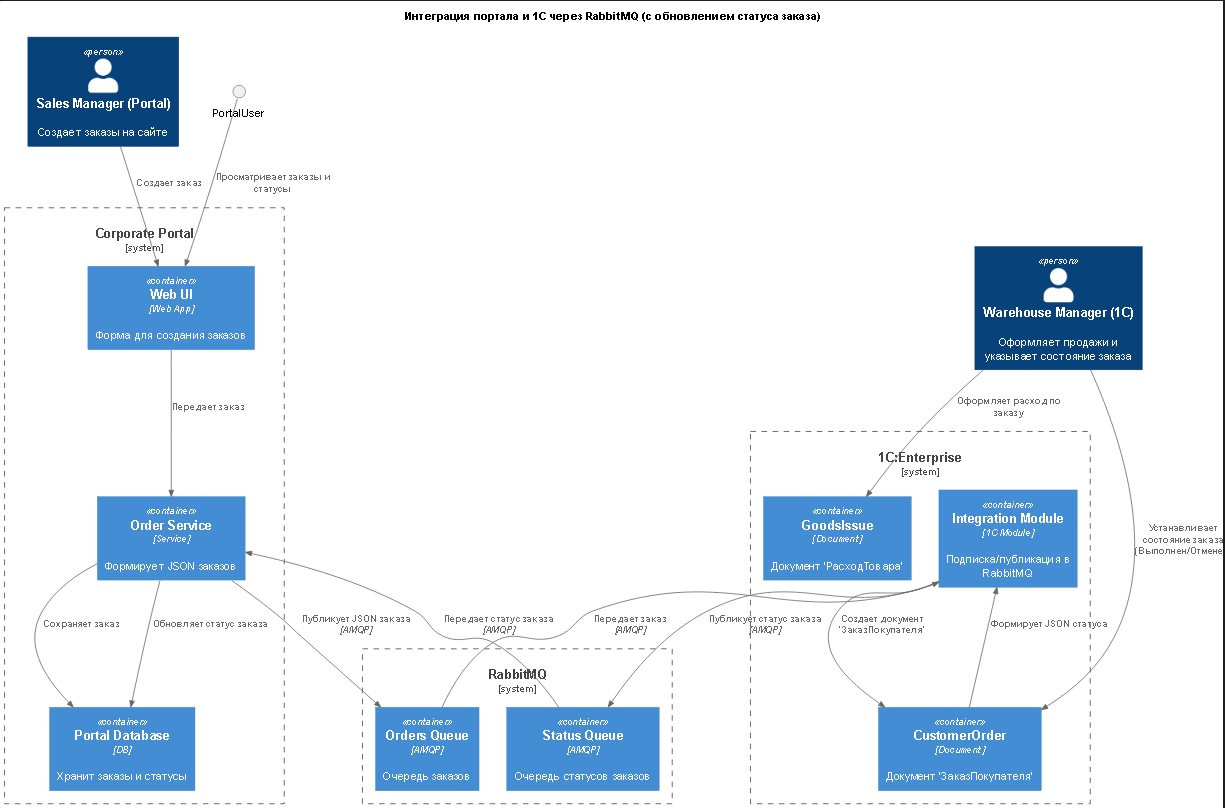 Интеграция портала и 1С через RabbitMQ (с обновлением статуса заказа)
«person»
Sales Manager (Portal)
Создает заказы на сайте
PortalUser
Создает заказ
Просматривает заказы и
статусы
Corporate Portal
[system]
«container»
Web UI
[Web App]
Форма для создания заказов
«person»
Warehouse Manager (1C)
Оформляет продажи и
указывает состояние заказа
Передает заказ
Оформляет расход по
заказу
1C:Enterprise
[system]
«container»
Order Service
[Service]
Формирует JSON заказов
«container»
GoodsIssue
[Document]
Документ 'РасходТовара'
«container»
Integration Module
[1C Module]
Подписка/публикация в
RabbitMQ
Устанавливает
состояние заказа
(Выполнен/Отмене
Сохраняет заказ
Обновляет статус заказа
Публикует JSON заказа
[AMQP]
Передает статус заказа
[AMQP]
Передает заказ
[AMQP]
Публикует статус заказа
[AMQP]
Создает документ
'ЗаказПокупателя'
Формирует JSON статуса
RabbitMQ
[system]
«container»
Portal Database
[DB]
Хранит заказы и статусы
«container»
Orders Queue
[AMQP]
Очередь заказов
«container»
Status Queue
[AMQP]
Очередь статусов заказов
«container»
CustomerOrder
[Document]
Документ 'ЗаказПокупателя'